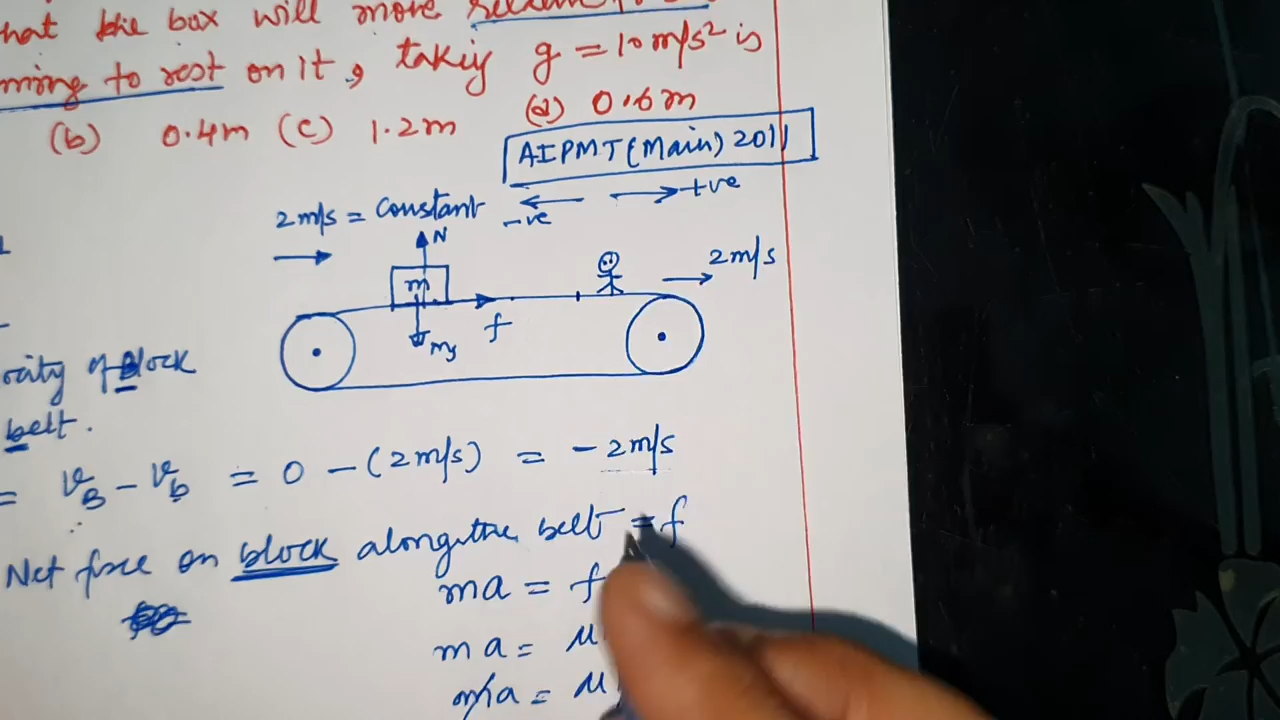 hat the box will move
ming to rest on it, taking g = 10 m/s² is
(b) 0.4m (c) 1.2m (d) 0.6m
AIPMT (Main) 2011
-ve +ve
2m/s = constant
N
m
2m/s
f
mg
ocity of Block
belt.
= v_B - v_b = 0 - (2m/s) = -2m/s
Net force on block along the belt = f
ma = f
ma = μ
ma = μ